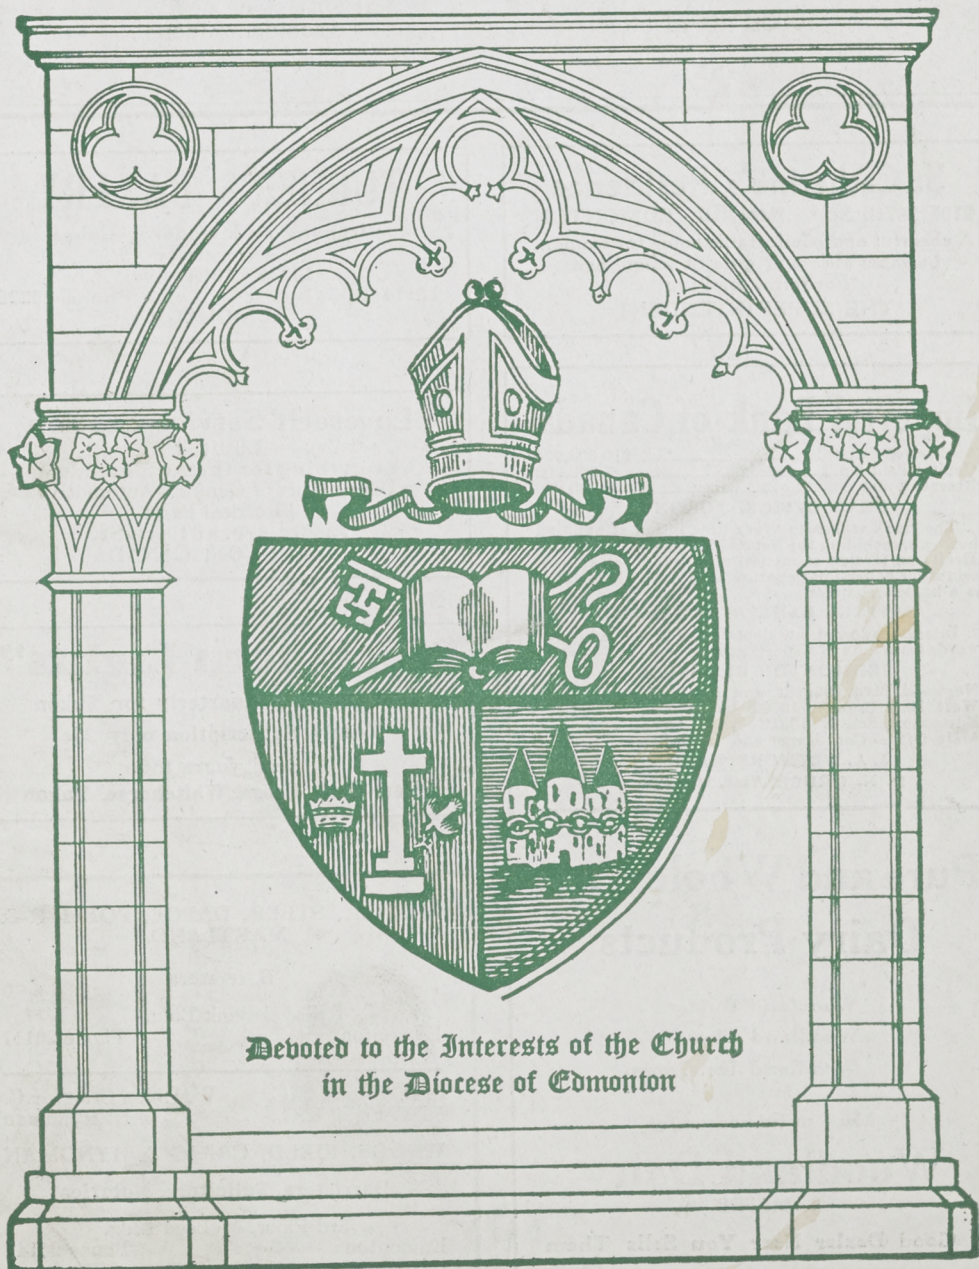 Devoted to the Interests of the Church
in the Diocese of Edmonton